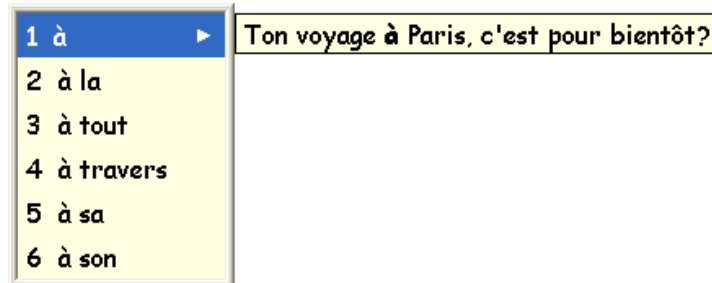 1 à ► Ton voyage à Paris, c'est pour bientôt?
2 à la
3 à tout
4 à travers
5 à sa
6 à son